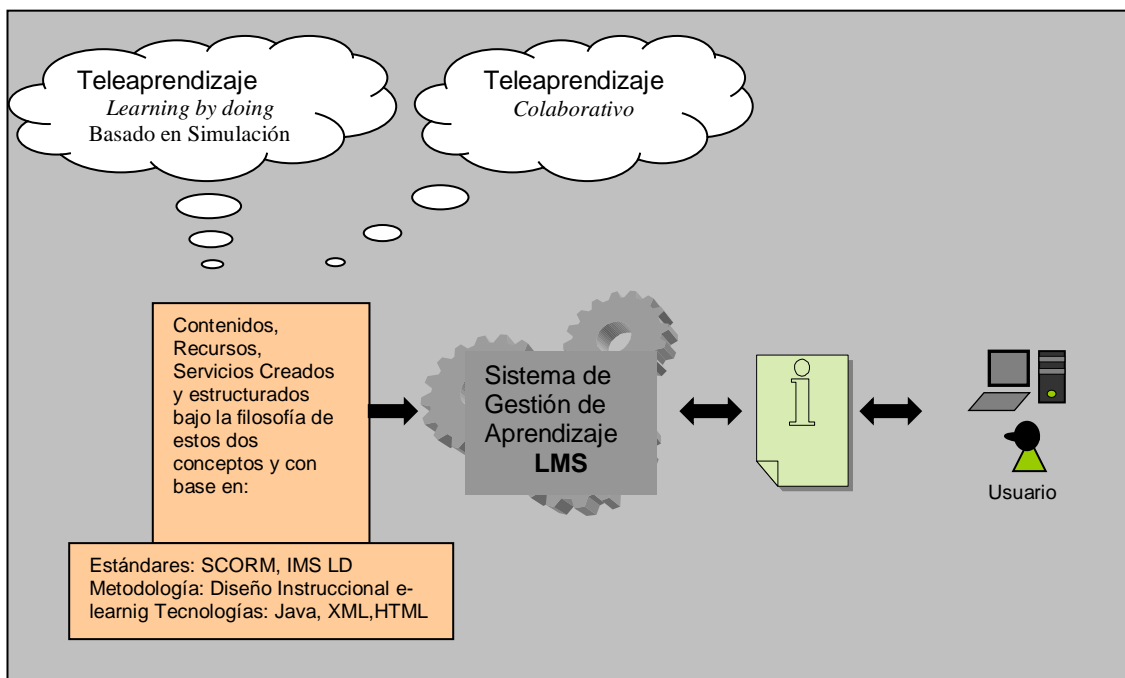 Teleaprendizaje
Learning by doing
Basado en Simulación
Teleaprendizaje
Colaborativo
Contenidos,
Recursos,
Servicios Creados
y estructurados
bajo la filosofía de
estos dos
conceptos y con
base en:
Estándares: SCORM, IMS LD
Metodología: Diseño Instruccional e-
learnig Tecnologías: Java, XML,HTML
Sistema de
Gestión de
Aprendizaje
LMS
i
Usuario